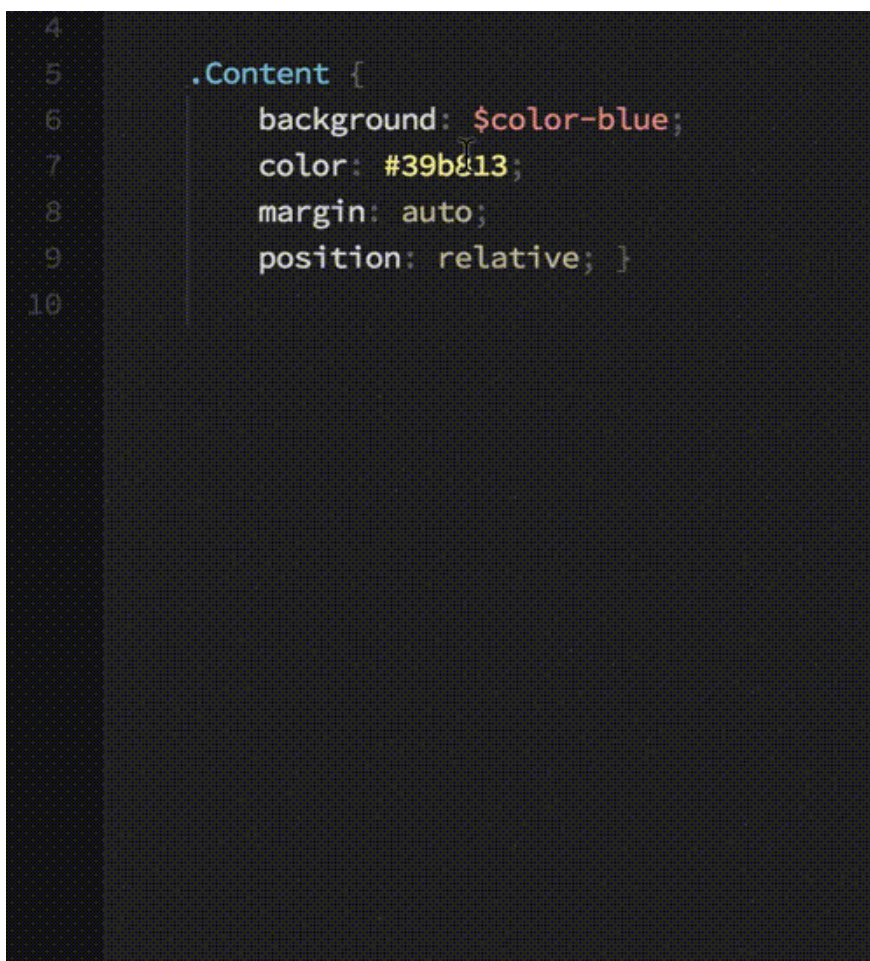 4
5 .Content {
6 background: $color-blue;
7 color: #39b813;
8 margin: auto;
9 position: relative; }
10